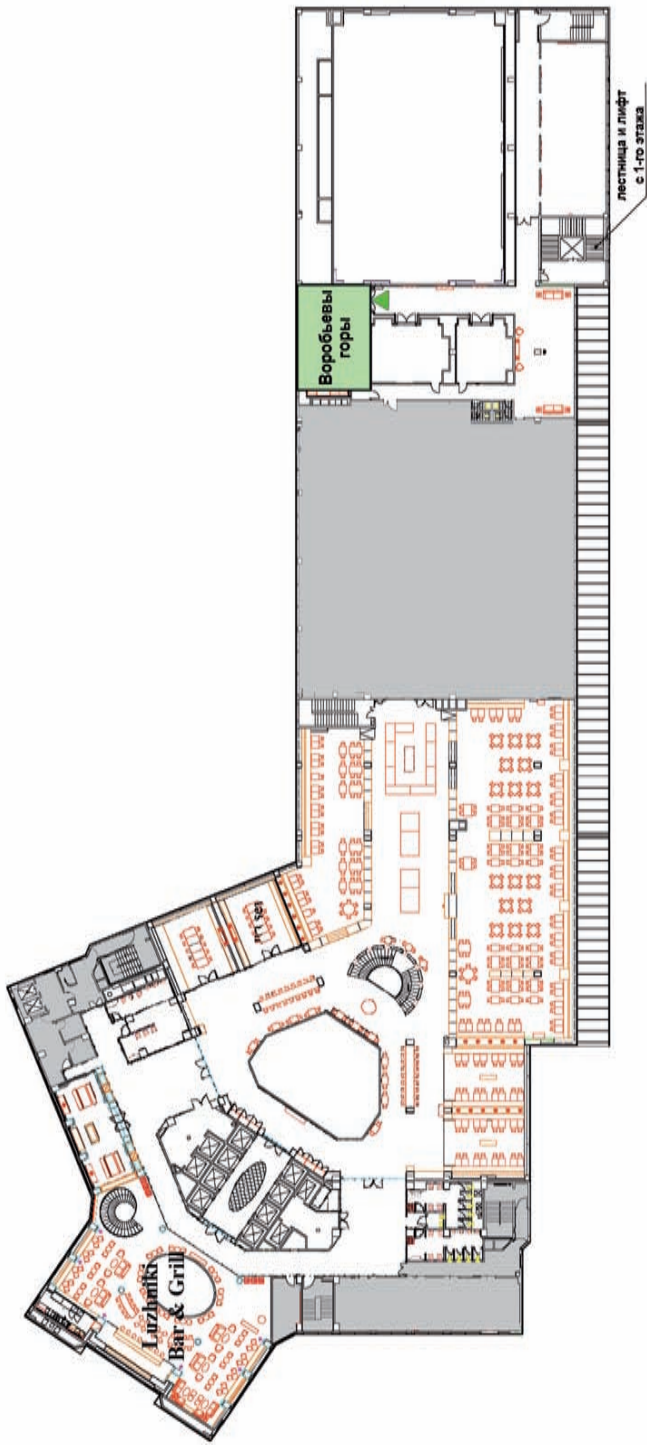 Воробьевы
горы
лестница и лифт
с 1-го этажа
Luzhniki
Bar & Grill